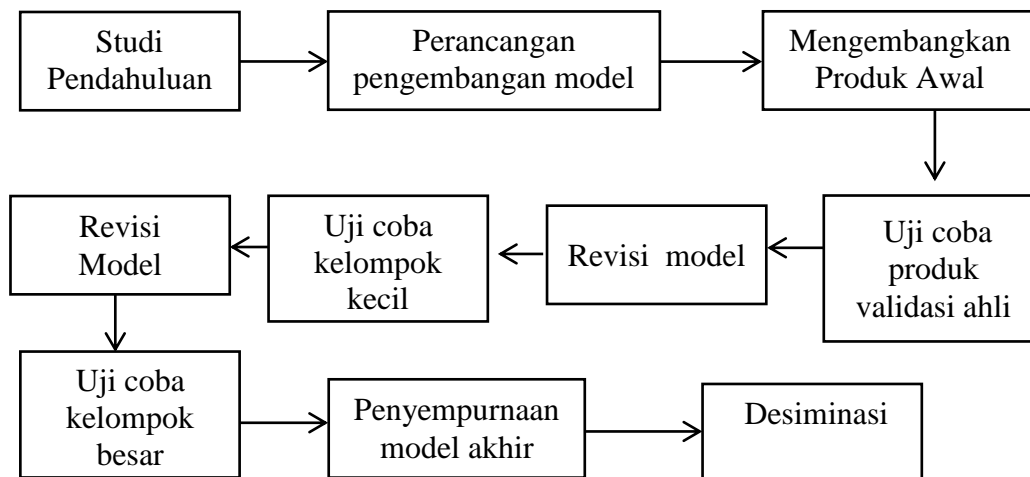 Studi
Pendahuluan
Perancangan
pengembangan model
Mengembangkan
Produk Awal
Uji coba
produk
validasi ahli
Revisi model
Uji coba
kelompok
kecil
Revisi
Model
Uji coba
kelompok
besar
Penyempurnaan
model akhir
Desiminasi